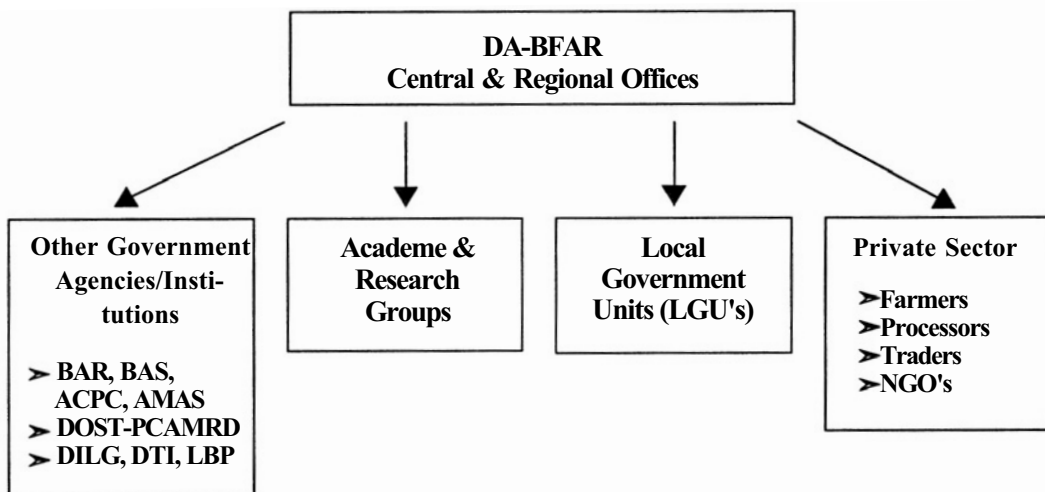 DA-BFAR
Central & Regional Offices
Other Government
Agencies/Insti-
tutions
➢ BAR, BAS,
ACPC, AMAS
➢ DOST-PCAMRD
➢ DILG, DTI, LBP
Academe &
Research
Groups
Local
Government
Units (LGU's)
Private Sector
➢Farmers
➢Processors
➢Traders
➢NGO's